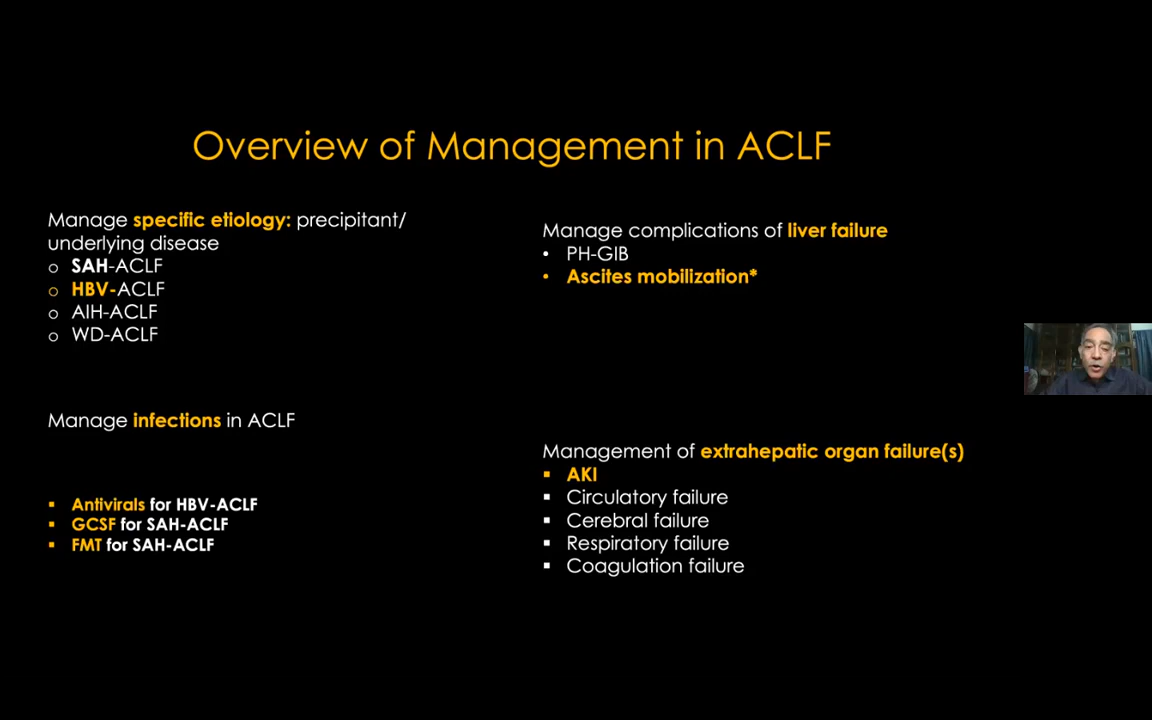 Overview of Management in ACLF
Manage specific etiology: precipitant/
underlying disease
o SAH-ACLF
o HBV-ACLF
o AIH-ACLF
o WD-ACLF
Manage infections in ACLF
▪ Antivirals for HBV-ACLF
▪ GCSF for SAH-ACLF
▪ FMT for SAH-ACLF
Manage complications of liver failure
• PH-GIB
• Ascites mobilization*
Management of extrahepatic organ failure(s)
▪ AKI
▪ Circulatory failure
▪ Cerebral failure
▪ Respiratory failure
▪ Coagulation failure